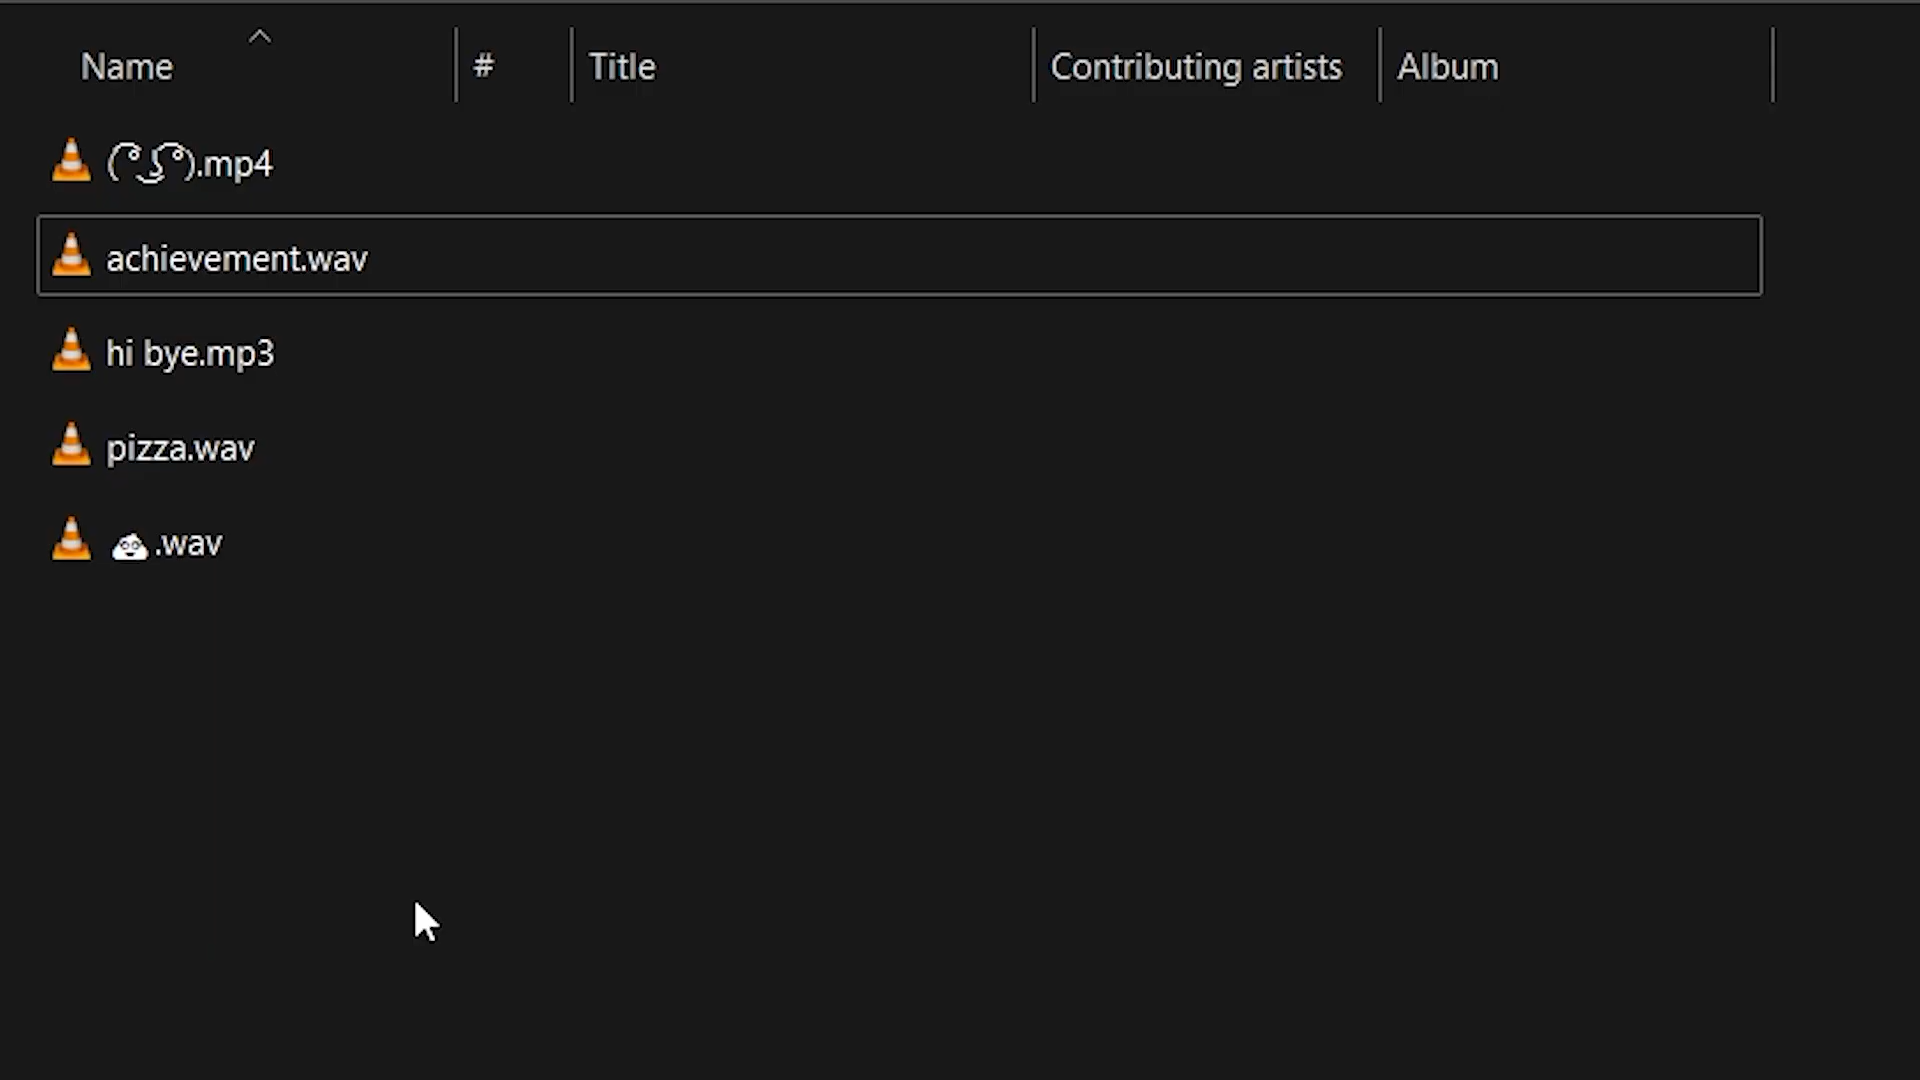 Name # Title Contributing artists Album
( ͡° ͜ʖ ͡°).mp4
achievement.wav
hi bye.mp3
pizza.wav
💩.wav